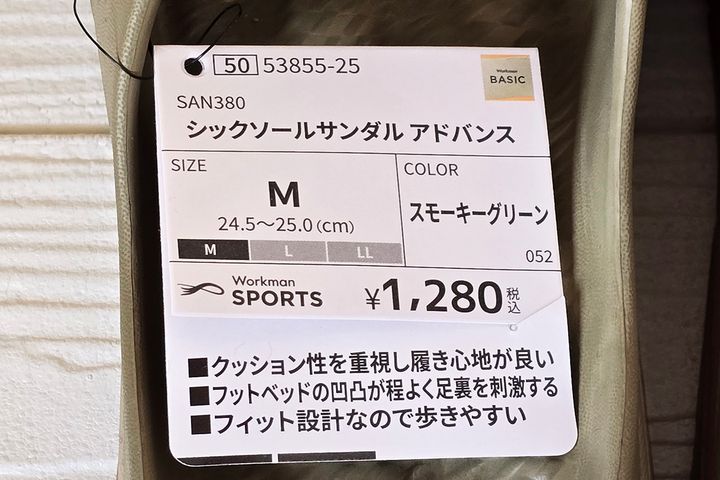 50 53855-25
Workman
BASIC
SAN380
シックソールサンダル アドバンス
SIZE
M
24.5～25.0(cm)
M L LL
COLOR
スモーキーグリーン
052
Workman
SPORTS
¥1,280税込
■クッション性を重視し履き心地が良い
■フットベッドの凹凸が程よく足裏を刺激する
■フィット設計なので歩きやすい